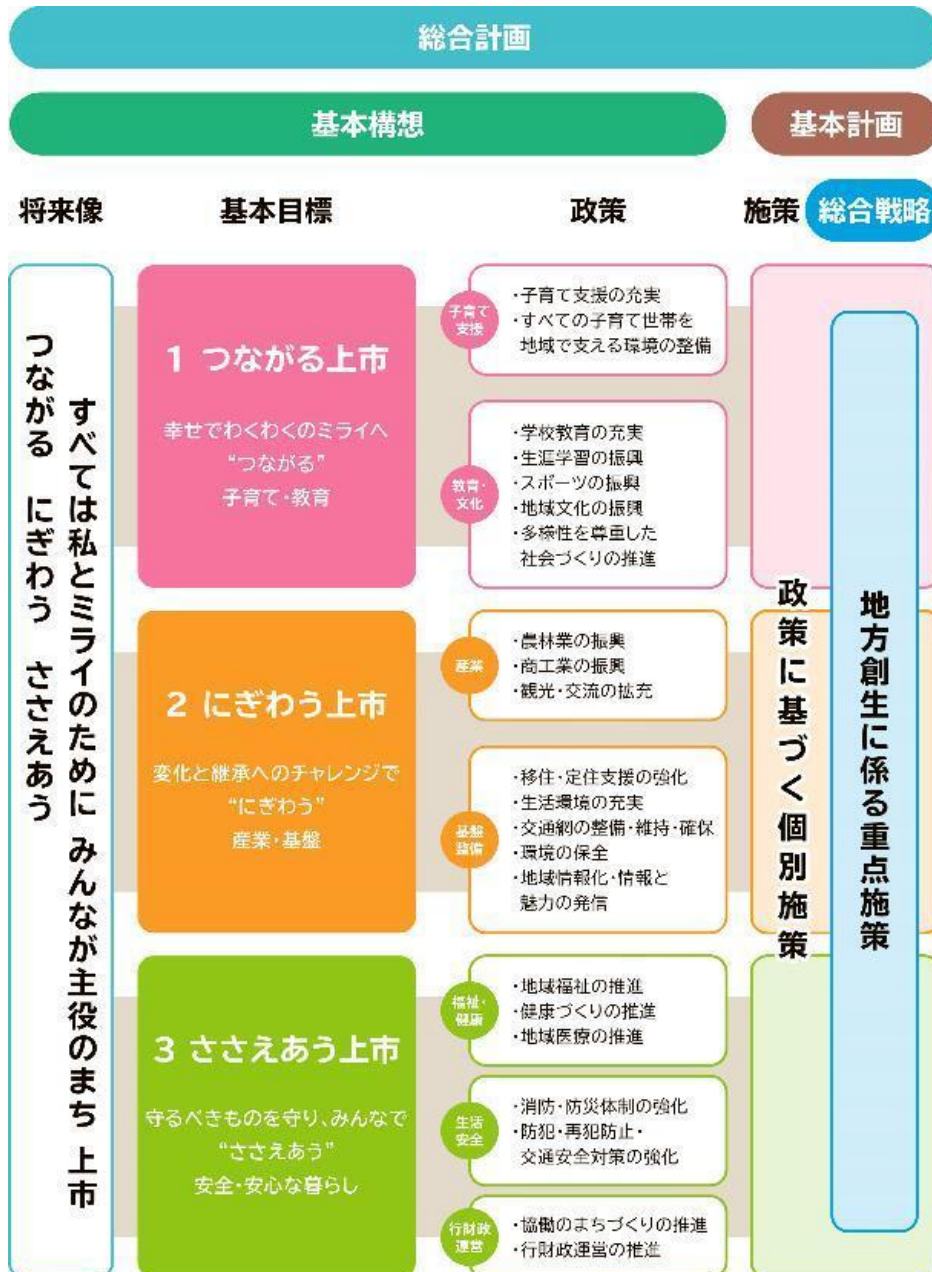 総合計画
基本構想
基本計画
将来像
基本目標
政策
施策
総合戦略
すべては私とミライのために みんなが主役のまち 上市
つながる にぎわう ささえあう
1 つながる上市
幸せでわくわくのミライへ
“つながる”
子育て・教育
子育て
支援
・子育て支援の充実
・すべての子育て世帯を
地域で支える環境の整備
教育・
文化
・学校教育の充実
・生涯学習の振興
・スポーツの振興
・地域文化の振興
・多様性を尊重した
社会づくりの推進
2 にぎわう上市
変化と継承へのチャレンジで
“にぎわう”
産業・基盤
産業
・農林業の振興
・商工業の振興
・観光・交流の拡充
基盤
整備
・移住・定住支援の強化
・生活環境の充実
・交通網の整備・維持・確保
・環境の保全
・地域情報化・情報と
魅力の発信
3 ささえあう上市
守るべきものを守り、みんなで
“ささえあう”
安全・安心な暮らし
福祉・
健康
・地域福祉の推進
・健康づくりの推進
・地域医療の推進
生活
安全
・消防・防災体制の強化
・防犯・再犯防止・
交通安全対策の強化
行財政
運営
・協働のまちづくりの推進
・行財政運営の推進
政策に基づく個別施策
地方創生に係る重点施策